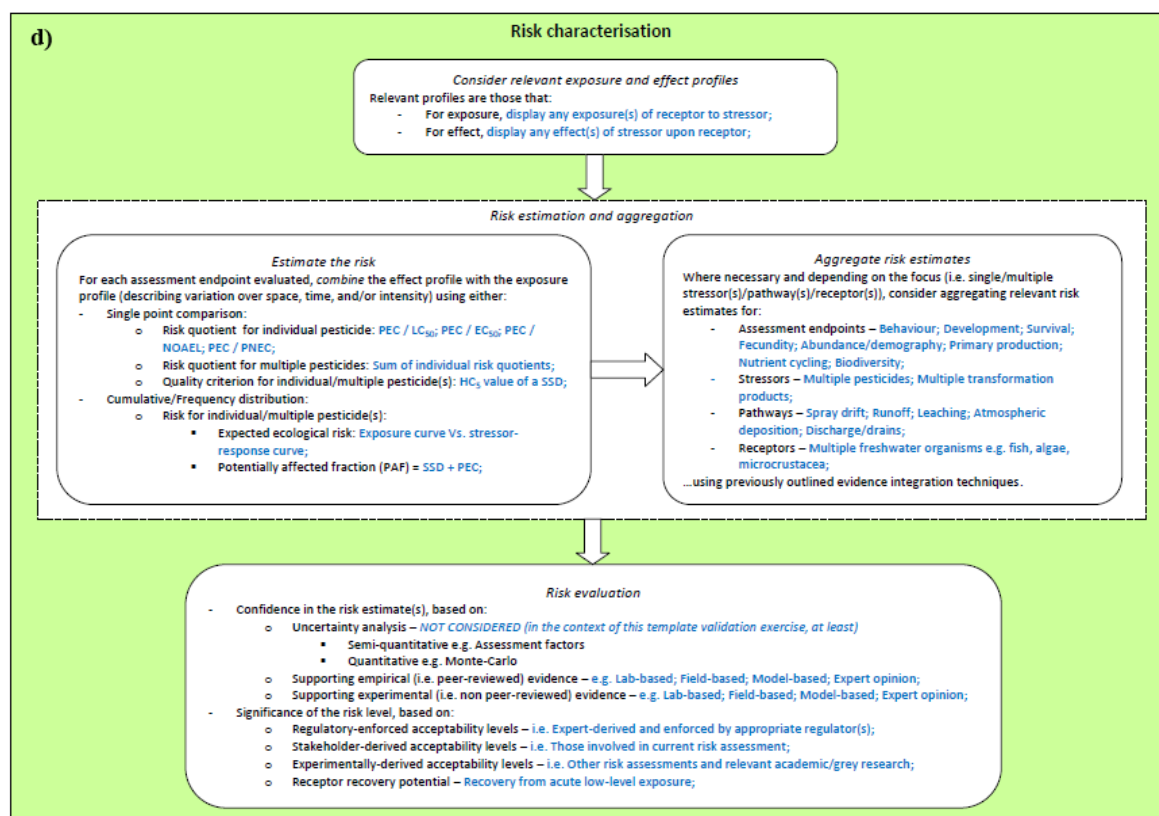 d)
Risk characterisation
Consider relevant exposure and effect profiles
Relevant profiles are those that:
- For exposure, display any exposure(s) of receptor to stressor;
- For effect, display any effect(s) of stressor upon receptor;
Risk estimation and aggregation
Estimate the risk
For each assessment endpoint evaluated, combine the effect profile with the exposure
profile (describing variation over space, time, and/or intensity) using either:
- Single point comparison:
o Risk quotient for individual pesticide: PEC / LC₅₀; PEC / EC₅₀; PEC /
NOAEL; PEC / PNEC;
o Risk quotient for multiple pesticides: Sum of individual risk quotients;
o Quality criterion for individual/multiple pesticide(s): HC₅ value of a SSD;
- Cumulative/Frequency distribution:
o Risk for individual/multiple pesticide(s):
▪ Expected ecological risk: Exposure curve Vs. stressor-
response curve;
▪ Potentially affected fraction (PAF) = SSD + PEC;
Aggregate risk estimates
Where necessary and depending on the focus (i.e. single/multiple
stressor(s)/pathway(s)/receptor(s)), consider aggregating relevant risk
estimates for:
- Assessment endpoints – Behaviour; Development; Survival;
Fecundity; Abundance/demography; Primary production;
Nutrient cycling; Biodiversity;
- Stressors – Multiple pesticides; Multiple transformation
products;
- Pathways – Spray drift; Runoff; Leaching; Atmospheric
deposition; Discharge/drains;
- Receptors – Multiple freshwater organisms e.g. fish, algae,
microcrustacea;
…using previously outlined evidence integration techniques.
Risk evaluation
- Confidence in the risk estimate(s), based on:
o Uncertainty analysis – NOT CONSIDERED (in the context of this template validation exercise, at least)
▪ Semi-quantitative e.g. Assessment factors
▪ Quantitative e.g. Monte-Carlo
o Supporting empirical (i.e. peer-reviewed) evidence – e.g. Lab-based; Field-based; Model-based; Expert opinion;
o Supporting experimental (i.e. non peer-reviewed) evidence – e.g. Lab-based; Field-based; Model-based; Expert opinion;
- Significance of the risk level, based on:
o Regulatory-enforced acceptability levels – i.e. Expert-derived and enforced by appropriate regulator(s);
o Stakeholder-derived acceptability levels – i.e. Those involved in current risk assessment;
o Experimentally-derived acceptability levels – i.e. Other risk assessments and relevant academic/grey research;
o Receptor recovery potential – Recovery from acute low-level exposure;